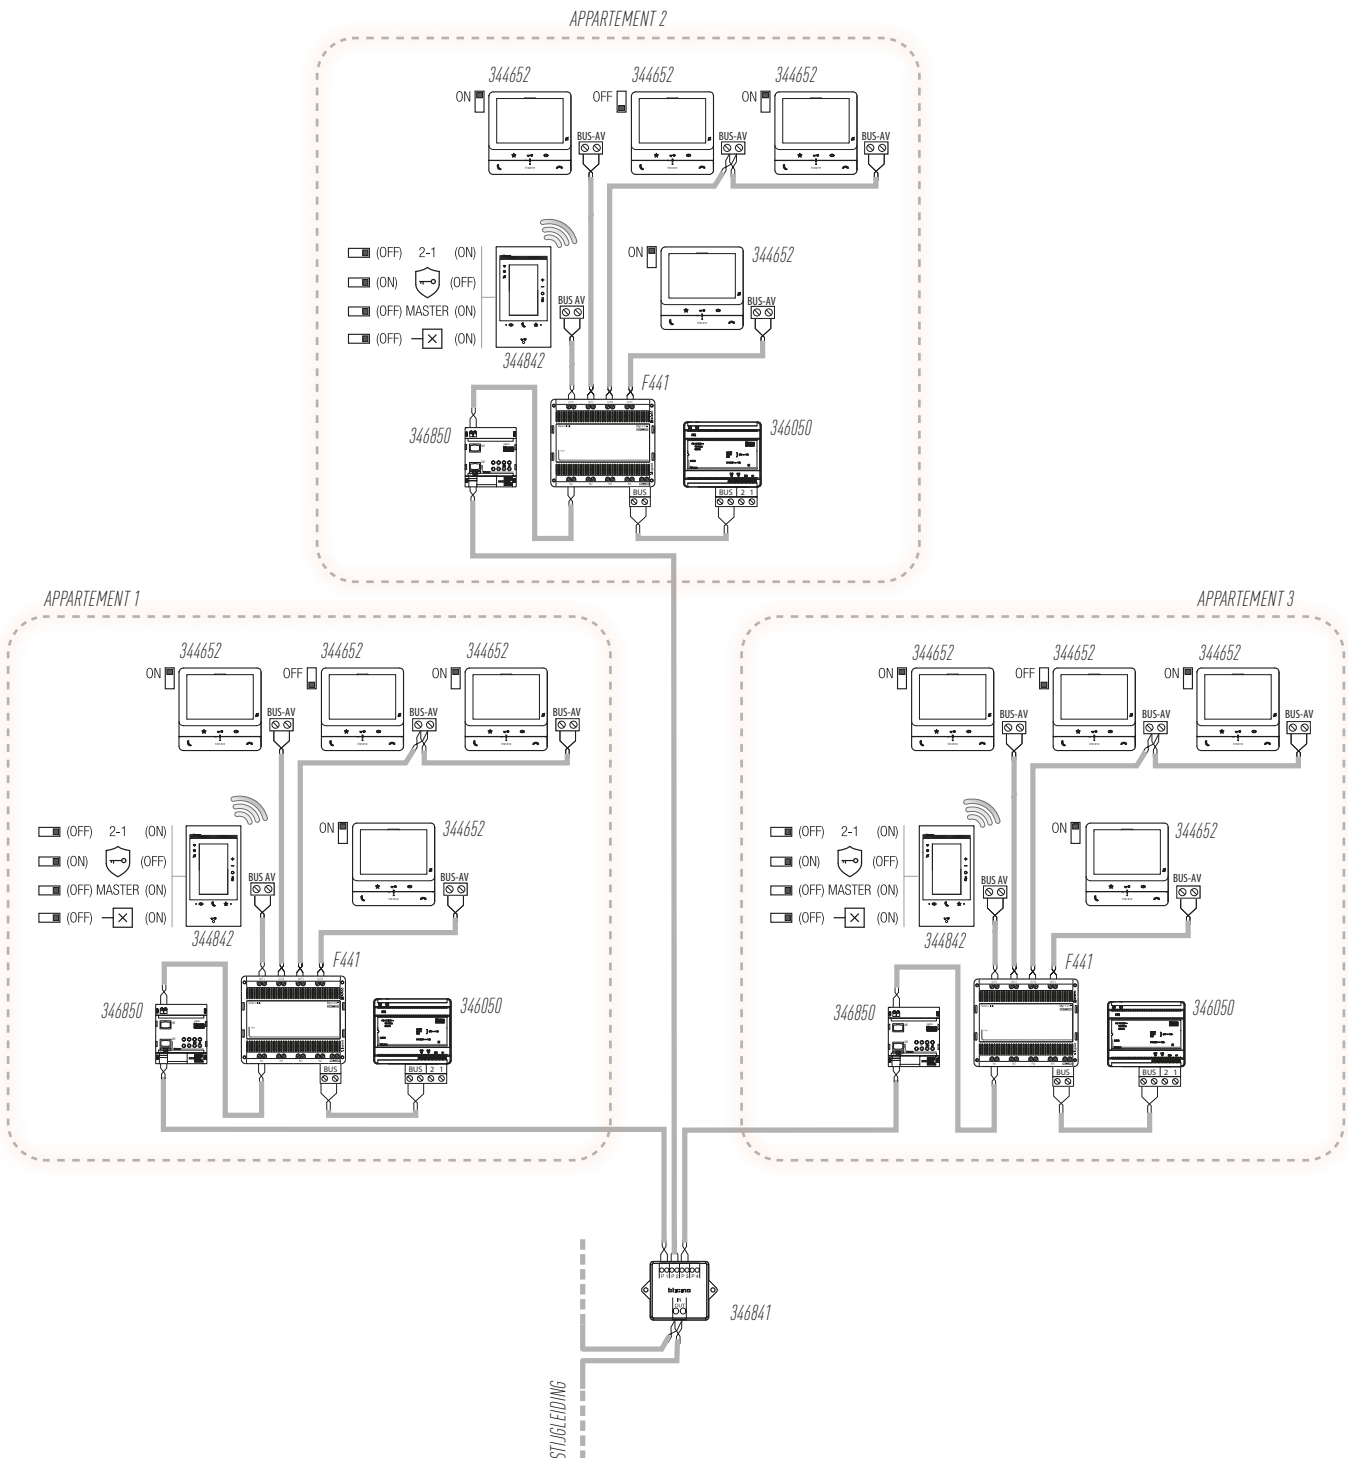 APPARTEMENT 2
344652 344652 344652
ON OFF ON
BUS-AV BUS-AV BUS-AV
(OFF) 2-1 (ON)
(ON) (OFF)
(OFF) MASTER (ON)
(OFF) (ON)
344842
BUS AV
ON
344652
BUS-AV
F441
346850
346050
BUS
BUS 2 1
APPARTEMENT 1
344652 344652 344652
ON OFF ON
BUS-AV BUS-AV BUS-AV
(OFF) 2-1 (ON)
(ON) (OFF)
(OFF) MASTER (ON)
(OFF) (ON)
344842
BUS AV
ON
344652
BUS-AV
F441
346850
346050
BUS
BUS 2 1
APPARTEMENT 3
344652 344652 344652
ON OFF ON
BUS-AV BUS-AV BUS-AV
(OFF) 2-1 (ON)
(ON) (OFF)
(OFF) MASTER (ON)
(OFF) (ON)
344842
BUS AV
ON
344652
BUS-AV
F441
346850
346050
BUS
BUS 2 1
P 1 P 2 P 3 P 4
bticino
IN
OUT
346841
STIJGLEIDING